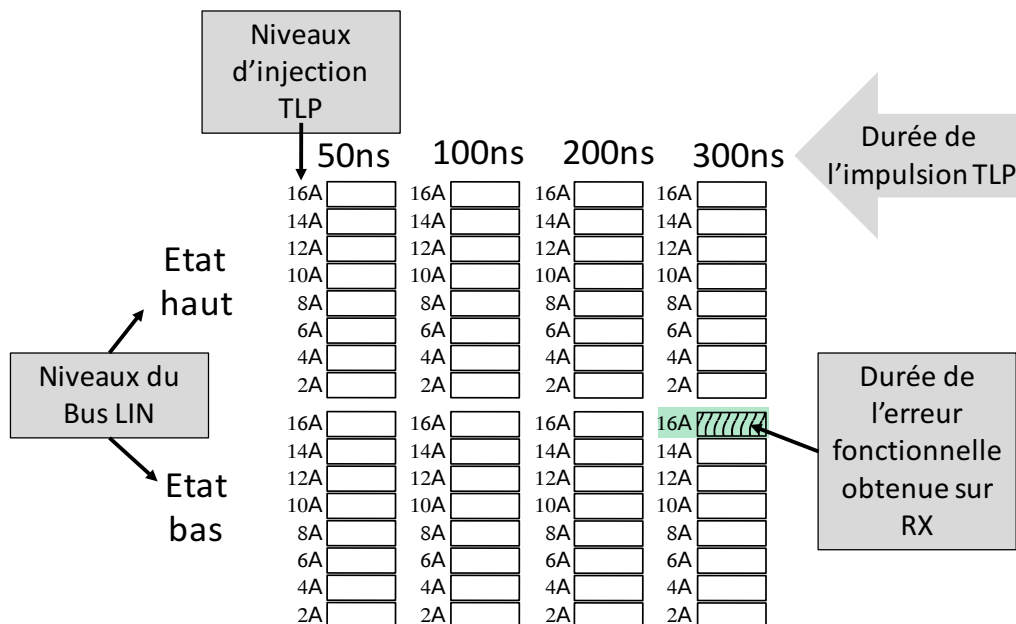 Niveaux
d'injection
TLP
50ns 100ns 200ns 300ns
Durée de
l'impulsion TLP
16A 16A 16A 16A
14A 14A 14A 14A
12A 12A 12A 12A
10A 10A 10A 10A
8A 8A 8A 8A
6A 6A 6A 6A
4A 4A 4A 4A
2A 2A 2A 2A
Etat
haut
Niveaux du
Bus LIN
Etat
bas
16A 16A 16A 16A
14A 14A 14A 14A
12A 12A 12A 12A
10A 10A 10A 10A
8A 8A 8A 8A
6A 6A 6A 6A
4A 4A 4A 4A
2A 2A 2A 2A
Durée de
l'erreur
fonctionnelle
obtenue sur
RX